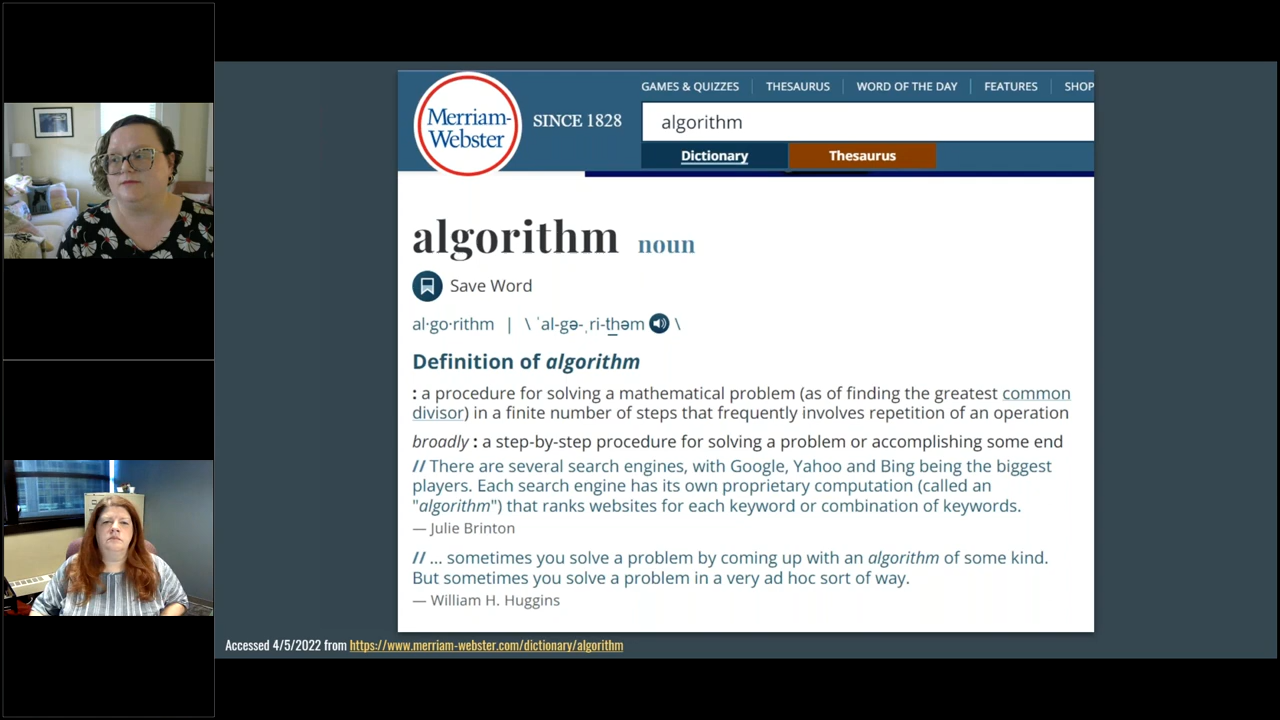 GAMES & QUIZZES THESAURUS WORD OF THE DAY FEATURES SHOP
Merriam-
Webster
SINCE 1828
algorithm
Dictionary Thesaurus
algorithm noun
Save Word
al·go·rithm | \ ˈal-gə-ˌri-t͟həm \
Definition of algorithm
: a procedure for solving a mathematical problem (as of finding the greatest common
divisor) in a finite number of steps that frequently involves repetition of an operation
broadly : a step-by-step procedure for solving a problem or accomplishing some end
// There are several search engines, with Google, Yahoo and Bing being the biggest
players. Each search engine has its own proprietary computation (called an
"algorithm") that ranks websites for each keyword or combination of keywords.
— Julie Brinton
// ... sometimes you solve a problem by coming up with an algorithm of some kind.
But sometimes you solve a problem in a very ad hoc sort of way.
— William H. Huggins
Accessed 4/5/2022 from https://www.merriam-webster.com/dictionary/algorithm